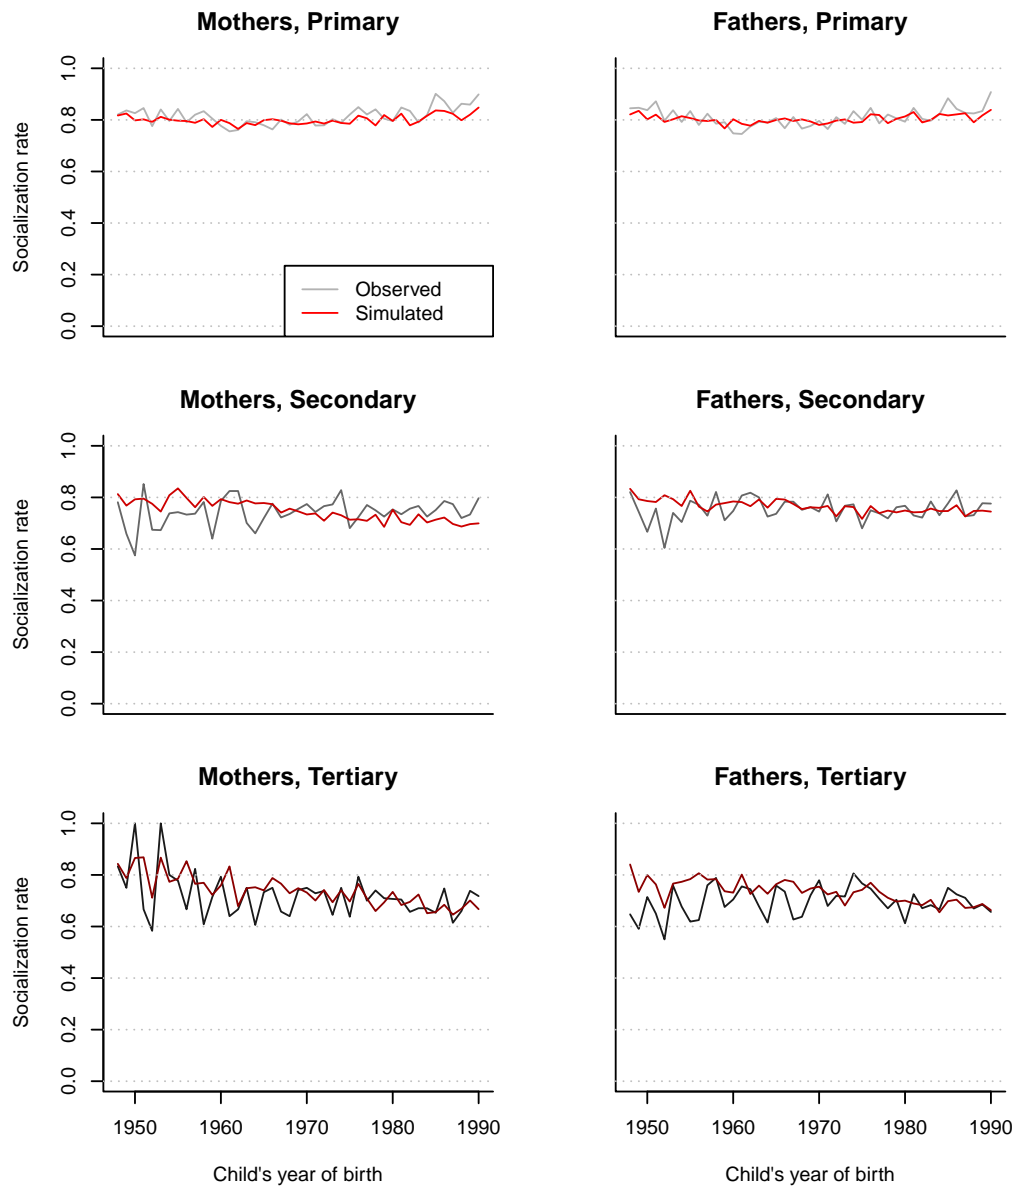 Mothers, Primary
Fathers, Primary
Socialization rate
1.0
0.8
0.6
0.4
0.2
0.0
Observed
Simulated
Mothers, Secondary
Fathers, Secondary
Socialization rate
1.0
0.8
0.6
0.4
0.2
0.0
Mothers, Tertiary
Fathers, Tertiary
Socialization rate
1.0
0.8
0.6
0.4
0.2
0.0
1950 1960 1970 1980 1990
1950 1960 1970 1980 1990
Child's year of birth
Child's year of birth